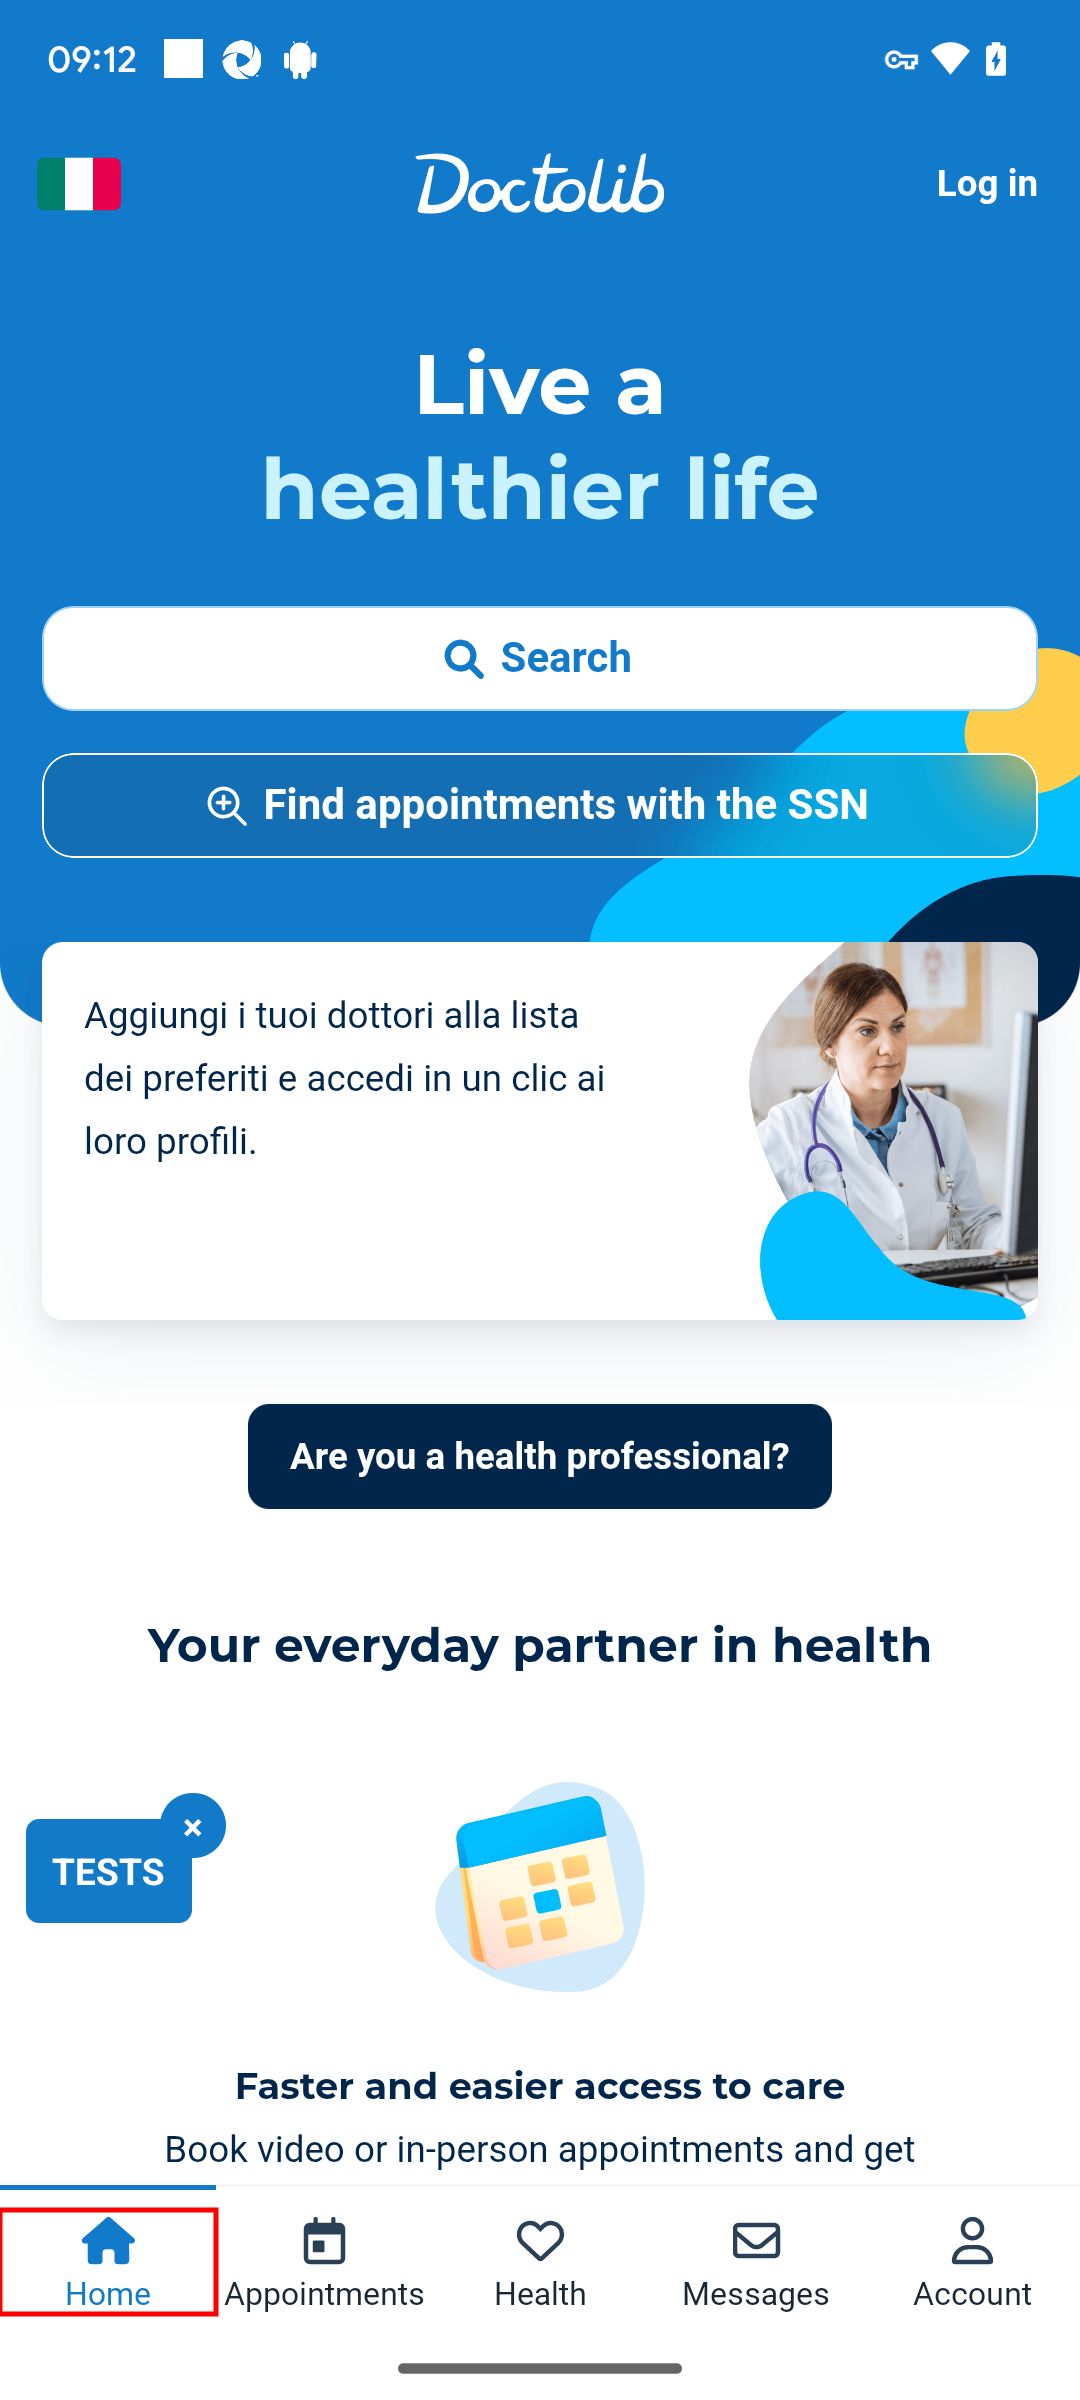 09:12
Doctolib
Log in
Live a
healthier life
Search
Find appointments with the SSN
Aggiungi i tuoi dottori alla lista
dei preferiti e accedi in un clic ai
loro profili.
Are you a health professional?
Your everyday partner in health
×
TESTS
Faster and easier access to care
Book video or in-person appointments and get
Home
Appointments
Health
Messages
Account